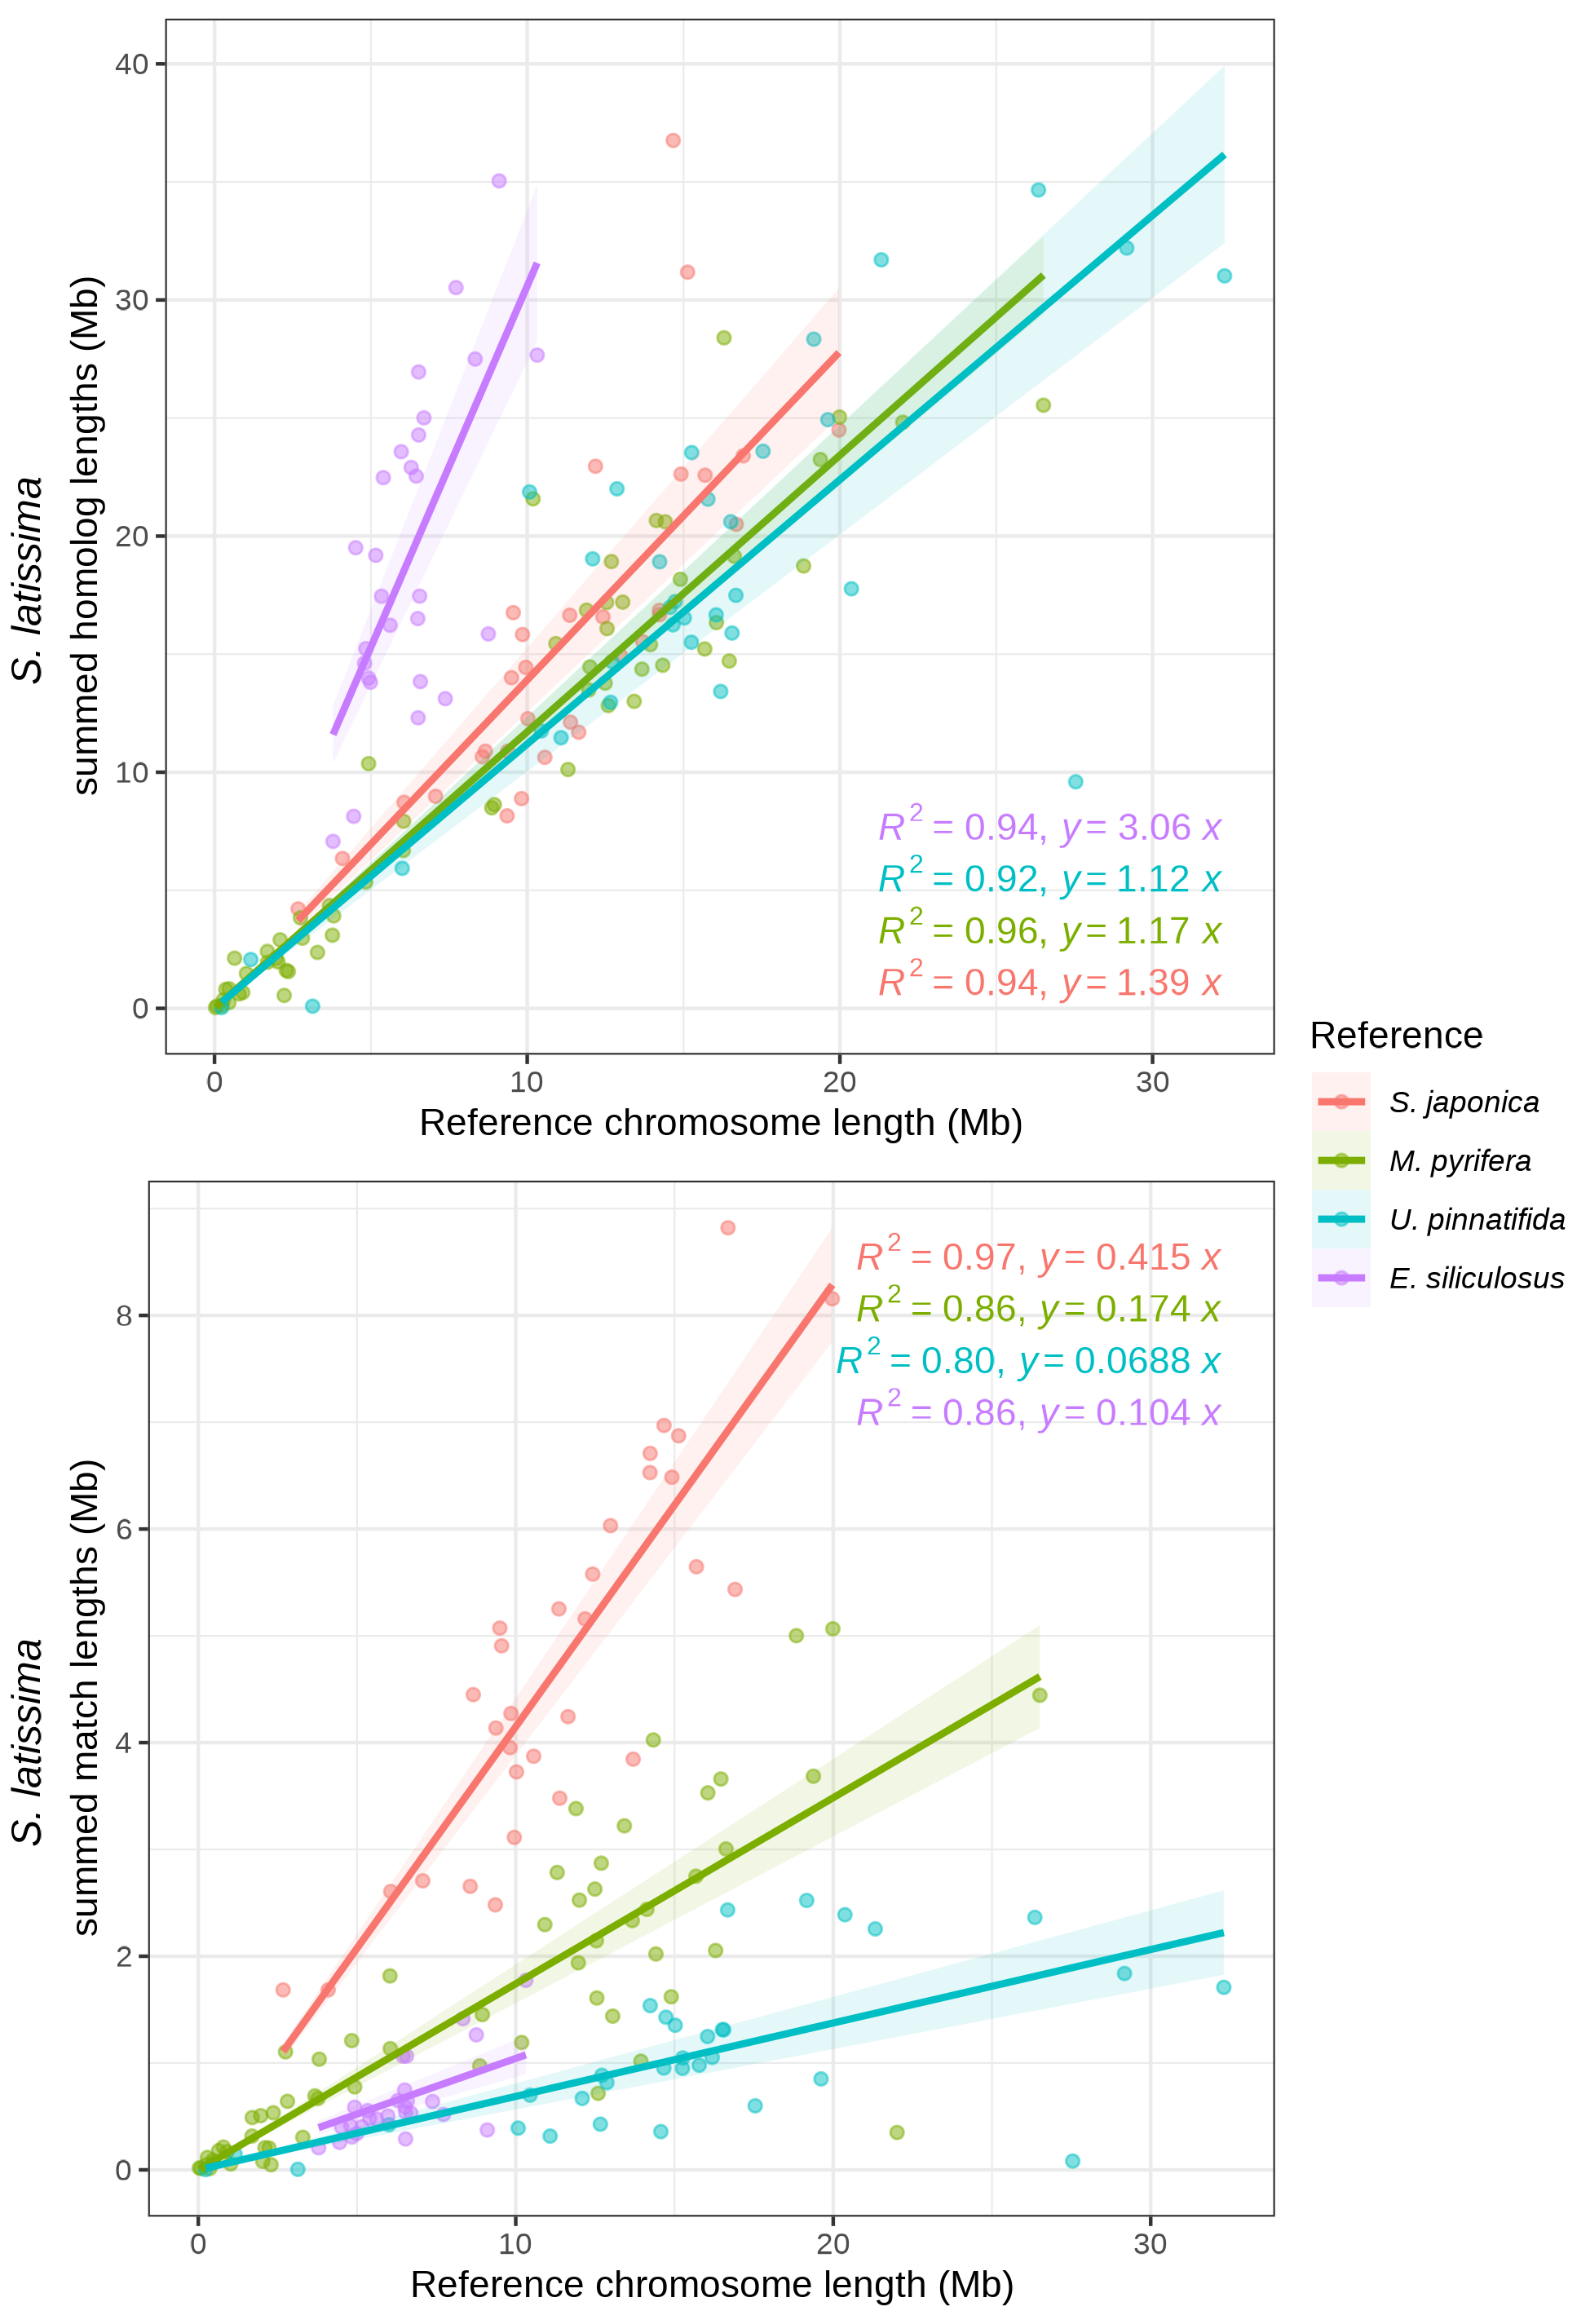 S. latissima
summed homolog lengths (Mb)
40
30
20
10
0
R² = 0.94, y = 3.06 x
R² = 0.92, y = 1.12 x
R² = 0.96, y = 1.17 x
R² = 0.94, y = 1.39 x
0 10 20 30
Reference chromosome length (Mb)
Reference
S. japonica
M. pyrifera
U. pinnatifida
E. siliculosus
S. latissima
summed match lengths (Mb)
8
6
4
2
0
R² = 0.97, y = 0.415 x
R² = 0.86, y = 0.174 x
R² = 0.80, y = 0.0688 x
R² = 0.86, y = 0.104 x
0 10 20 30
Reference chromosome length (Mb)